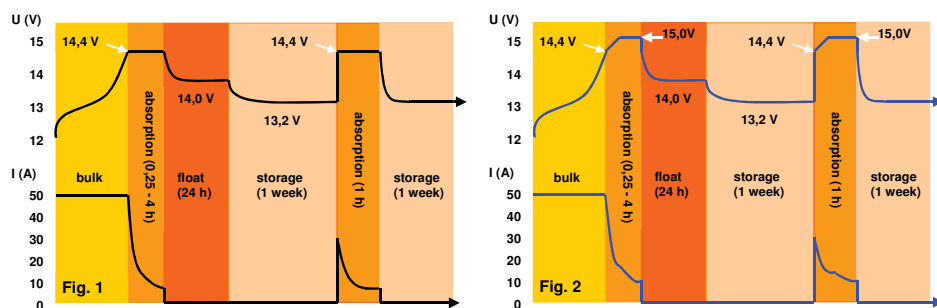 U (V)
15
14
13
12
14,4 V
14,4 V
14,0 V
13,2 V
I (A)
50
40
30
20
10
0
bulk
absorption (0,25 - 4 h)
float
(24 h)
storage
(1 week)
absorption (1 h)
storage
(1 week)
Fig. 1
U (V)
15
14
13
12
14,4 V
15,0V
14,4 V
15,0V
14,0 V
13,2 V
I (A)
50
40
30
20
10
0
bulk
absorption (0,25 - 4 h)
float
(24 h)
storage
(1 week)
absorption (1 h)
storage
(1 week)
Fig. 2